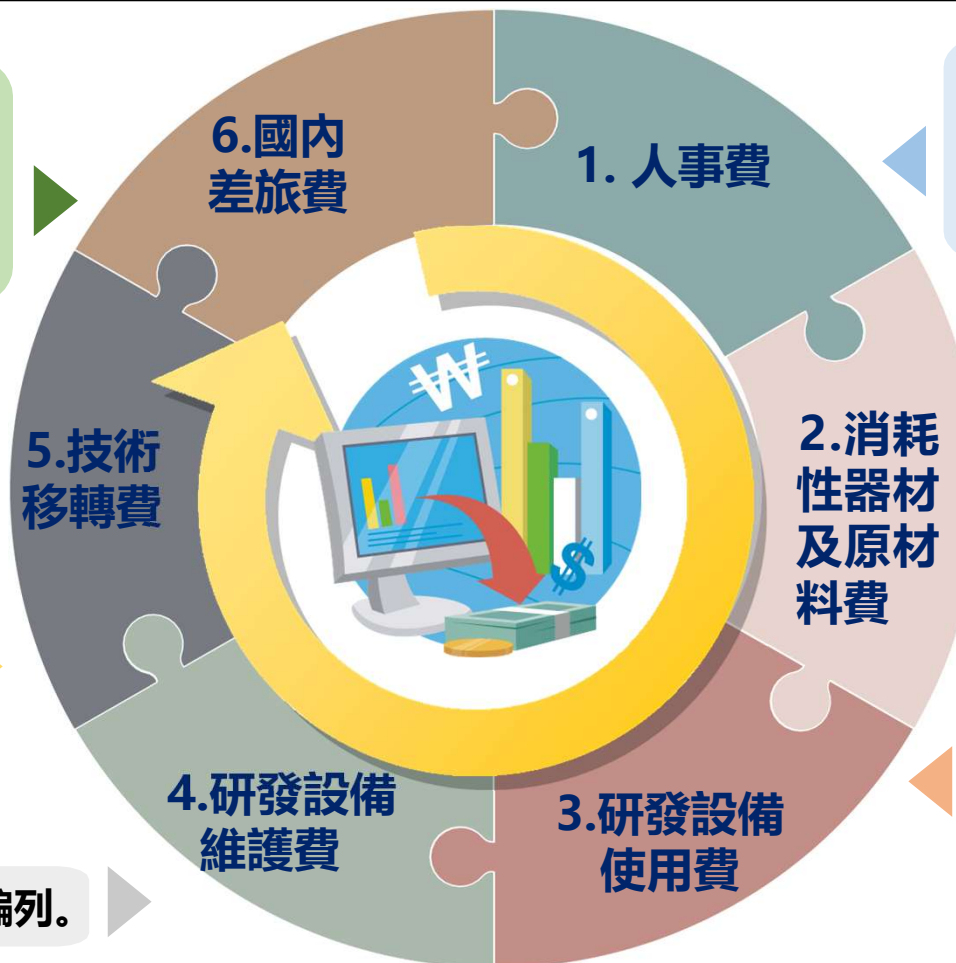 1. 人事費
2.消耗
性器材
及原材
料費
3.研發設備
使用費
4.研發設備
維護費
5.技術
移轉費
6.國內
差旅費
₩
$
編列。